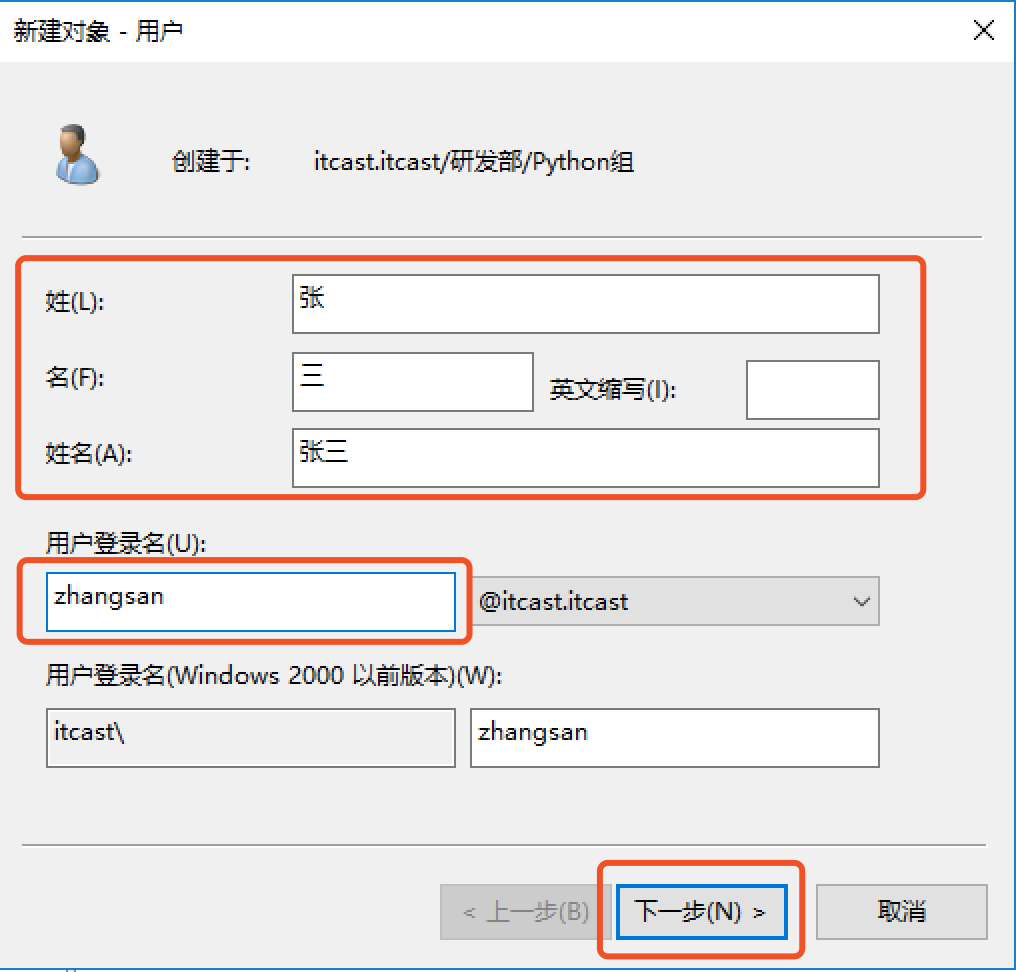 新建对象 - 用户
创建于: itcast.itcast/研发部/Python组
姓(L): 张
名(F): 三 英文缩写(I):
姓名(A): 张三
用户登录名(U):
zhangsan @itcast.itcast
用户登录名(Windows 2000 以前版本)(W):
itcast\ zhangsan
< 上一步(B) 下一步(N) > 取消